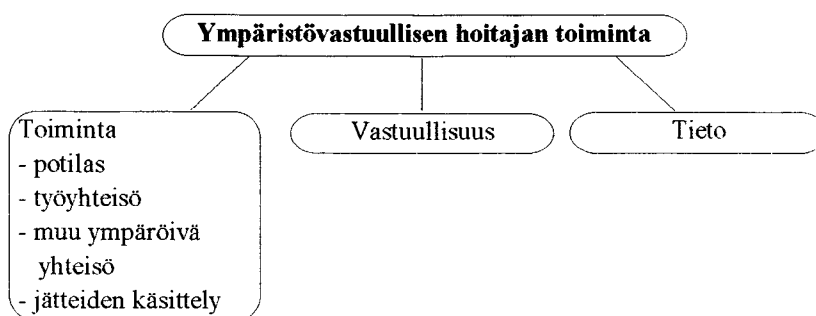 Ympäristövastuullisen hoitajan toiminta
Toiminta
- potilas
- työyhteisö
- muu ympäröivä
yhteisö
- jätteiden käsittely
Vastuullisuus
Tieto